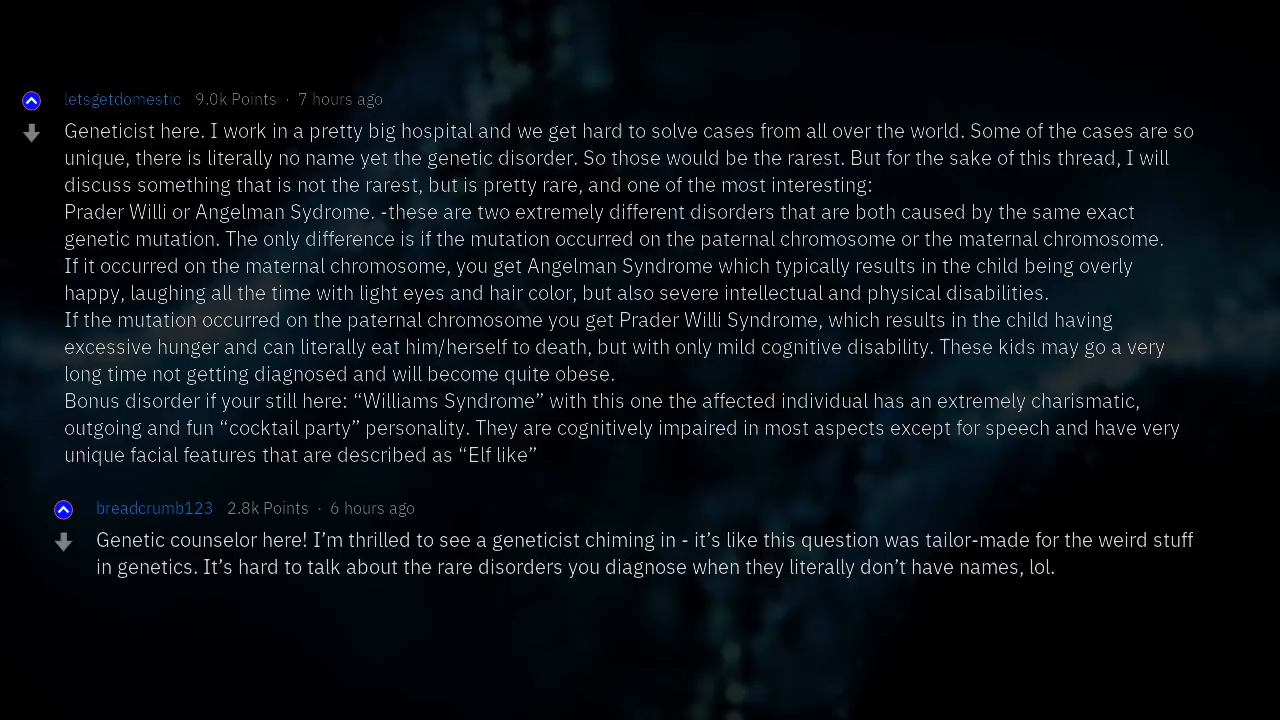 letsgetdomestic 9.0k Points · 7 hours ago
Geneticist here. I work in a pretty big hospital and we get hard to solve cases from all over the world. Some of the cases are so
unique, there is literally no name yet the genetic disorder. So those would be the rarest. But for the sake of this thread, I will
discuss something that is not the rarest, but is pretty rare, and one of the most interesting:
Prader Willi or Angelman Sydrome. -these are two extremely different disorders that are both caused by the same exact
genetic mutation. The only difference is if the mutation occurred on the paternal chromosome or the maternal chromosome.
If it occurred on the maternal chromosome, you get Angelman Syndrome which typically results in the child being overly
happy, laughing all the time with light eyes and hair color, but also severe intellectual and physical disabilities.
If the mutation occurred on the paternal chromosome you get Prader Willi Syndrome, which results in the child having
excessive hunger and can literally eat him/herself to death, but with only mild cognitive disability. These kids may go a very
long time not getting diagnosed and will become quite obese.
Bonus disorder if your still here: “Williams Syndrome” with this one the affected individual has an extremely charismatic,
outgoing and fun “cocktail party” personality. They are cognitively impaired in most aspects except for speech and have very
unique facial features that are described as “Elf like”
breadcrumb123 2.8k Points · 6 hours ago
Genetic counselor here! I’m thrilled to see a geneticist chiming in - it’s like this question was tailor-made for the weird stuff
in genetics. It’s hard to talk about the rare disorders you diagnose when they literally don’t have names, lol.